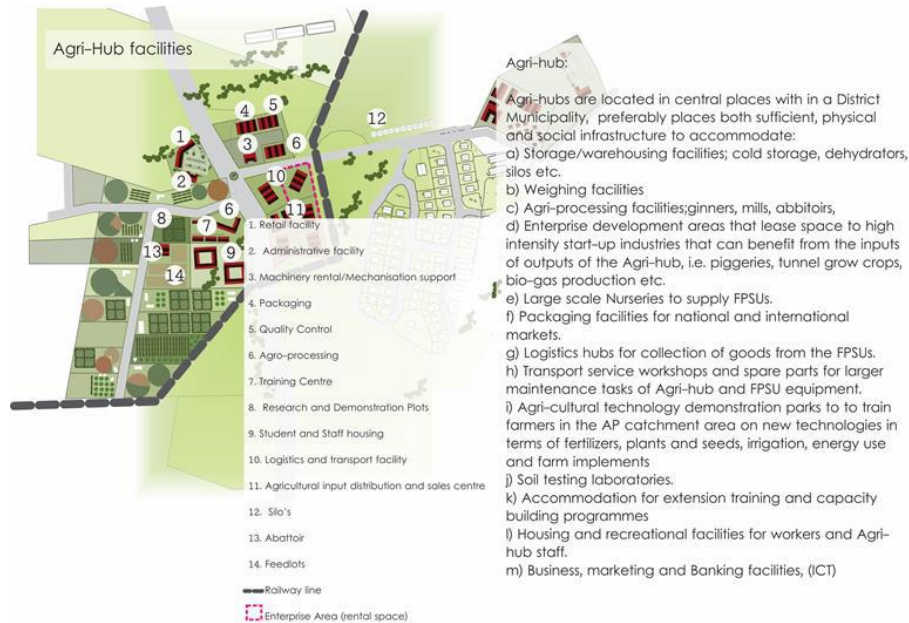 Agri-Hub facilities
4
5
12
1
3
6
2
10
8
6
11
7
13
9
14
1. Retail facility
2. Administrative facility
3. Machinery rental/Mechanisation support
4. Packaging
5. Quality Control
6. Agro-processing
7. Training Centre
8. Research and Demonstration Plots
9. Student and Staff housing
10. Logistics and transport facility
11. Agricultural input distribution and sales centre
12. Silo's
13. Abattoir
14. Feedlots
Railway line
Enterprise Area (rental space)
Agri-hub:
Agri-hubs are located in central places with in a District
Municipality, preferably places both sufficient, physical
and social infrastructure to accommodate:
a) Storage/warehousing facilities; cold storage, dehydrators,
silos etc.
b) Weighing facilities
c) Agri-processing facilities;ginners, mills, abbitoirs,
d) Enterprise development areas that lease space to high
intensity start-up industries that can benefit from the inputs
of outputs of the Agri-hub, i.e. piggeries, tunnel grow crops,
bio-gas production etc.
e) Large scale Nurseries to supply FPSUs.
f) Packaging facilities for national and international
markets.
g) Logistics hubs for collection of goods from the FPSUs.
h) Transport service workshops and spare parts for larger
maintenance tasks of Agri-hub and FPSU equipment.
i) Agri-cultural technology demonstration parks to to train
farmers in the AP catchment area on new technologies in
terms of fertilizers, plants and seeds, irrigation, energy use
and farm implements
j) Soil testing laboratories.
k) Accommodation for extension training and capacity
building programmes
l) Housing and recreational facilities for workers and Agri-
hub staff.
m) Business, marketing and Banking facilities, (ICT)